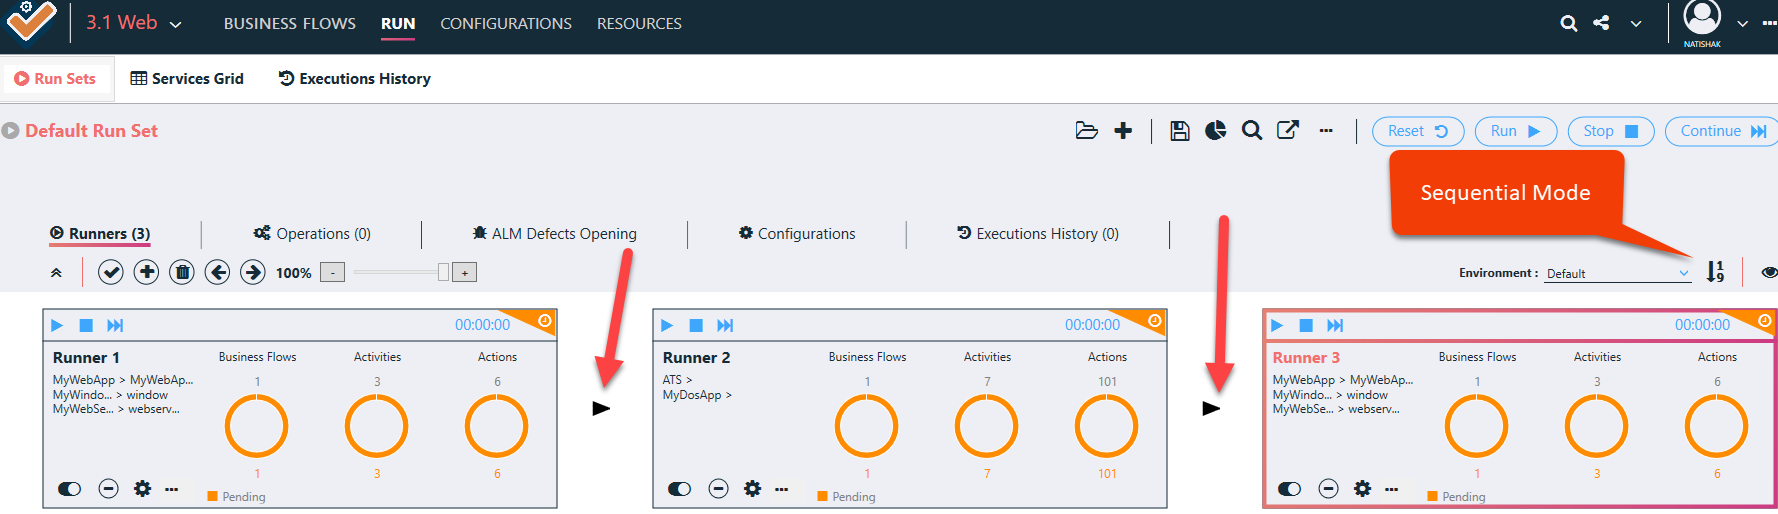 3.1 Web
BUSINESS FLOWS
RUN
CONFIGURATIONS
RESOURCES
NATISHAK
Run Sets
Services Grid
Executions History
Default Run Set
Reset
Run
Stop
Continue
Sequential Mode
Runners (3)
Operations (0)
ALM Defects Opening
Configurations
Executions History (0)
100%
-
+
Environment :
Default
1
9
00:00:00
Runner 1
Business Flows
Activities
Actions
MyWebApp > MyWebAp...
MyWindo... > window
MyWebSe... > webserv...
1
3
6
1
3
6
Pending
00:00:00
Runner 2
Business Flows
Activities
Actions
ATS >
MyDosApp >
1
7
101
1
7
101
Pending
00:00:00
Runner 3
Business Flows
Activities
Actions
MyWebApp > MyWebAp...
MyWindo... > window
MyWebSe... > webserv...
1
3
6
1
3
6
Pending